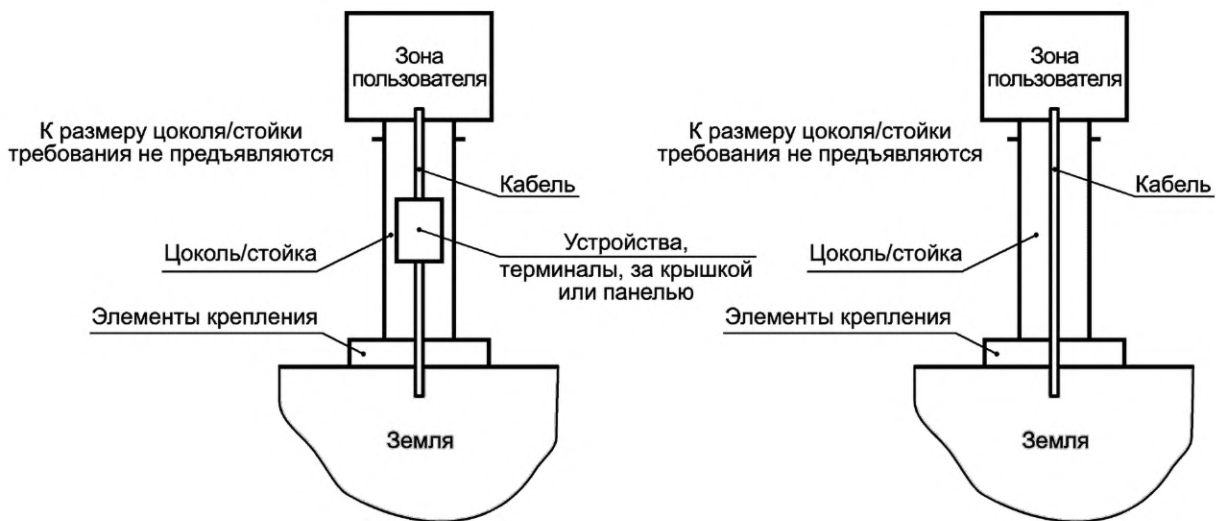 Зона
пользователя
К размеру цоколя/стойки
требования не предъявляются
Кабель
Цоколь/стойка
Устройства,
терминалы, за крышкой
или панелью
Элементы крепления
Земля
Зона
пользователя
К размеру цоколя/стойки
требования не предъявляются
Кабель
Цоколь/стойка
Элементы крепления
Земля